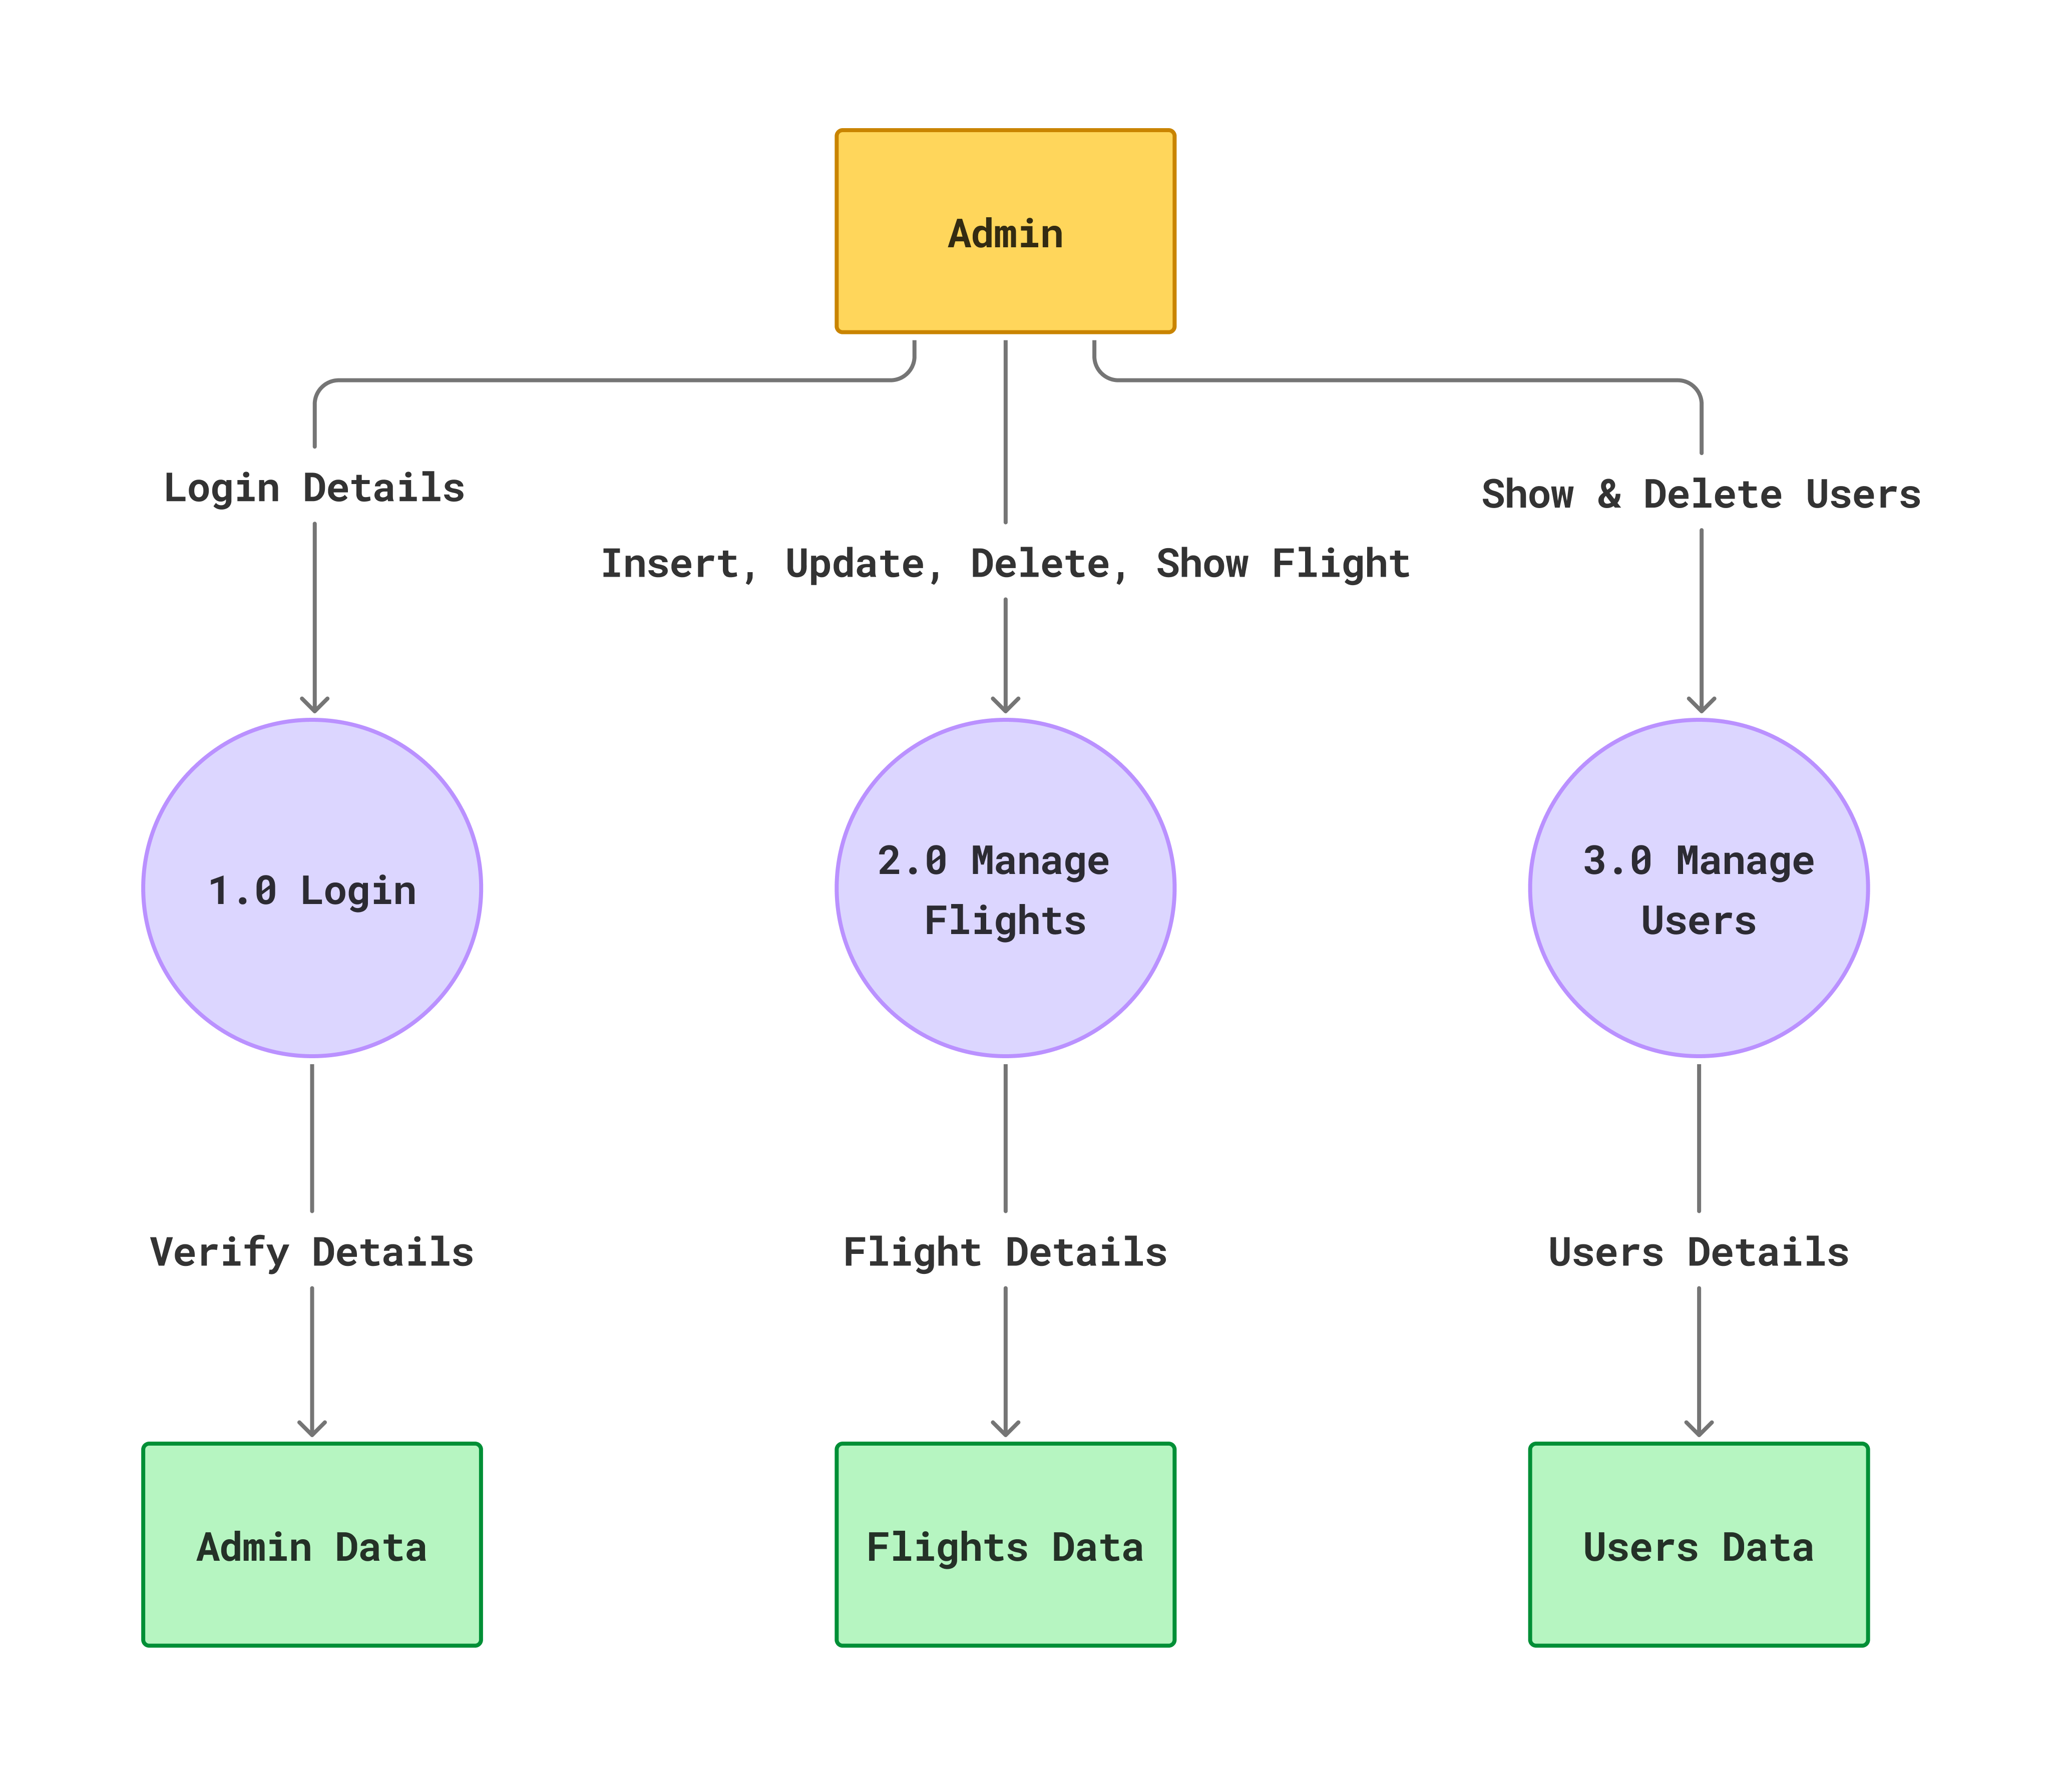 Admin
Login Details
Show & Delete Users
Insert, Update, Delete, Show Flight
1.0 Login
2.0 Manage
Flights
3.0 Manage
Users
Verify Details
Flight Details
Users Details
Admin Data
Flights Data
Users Data